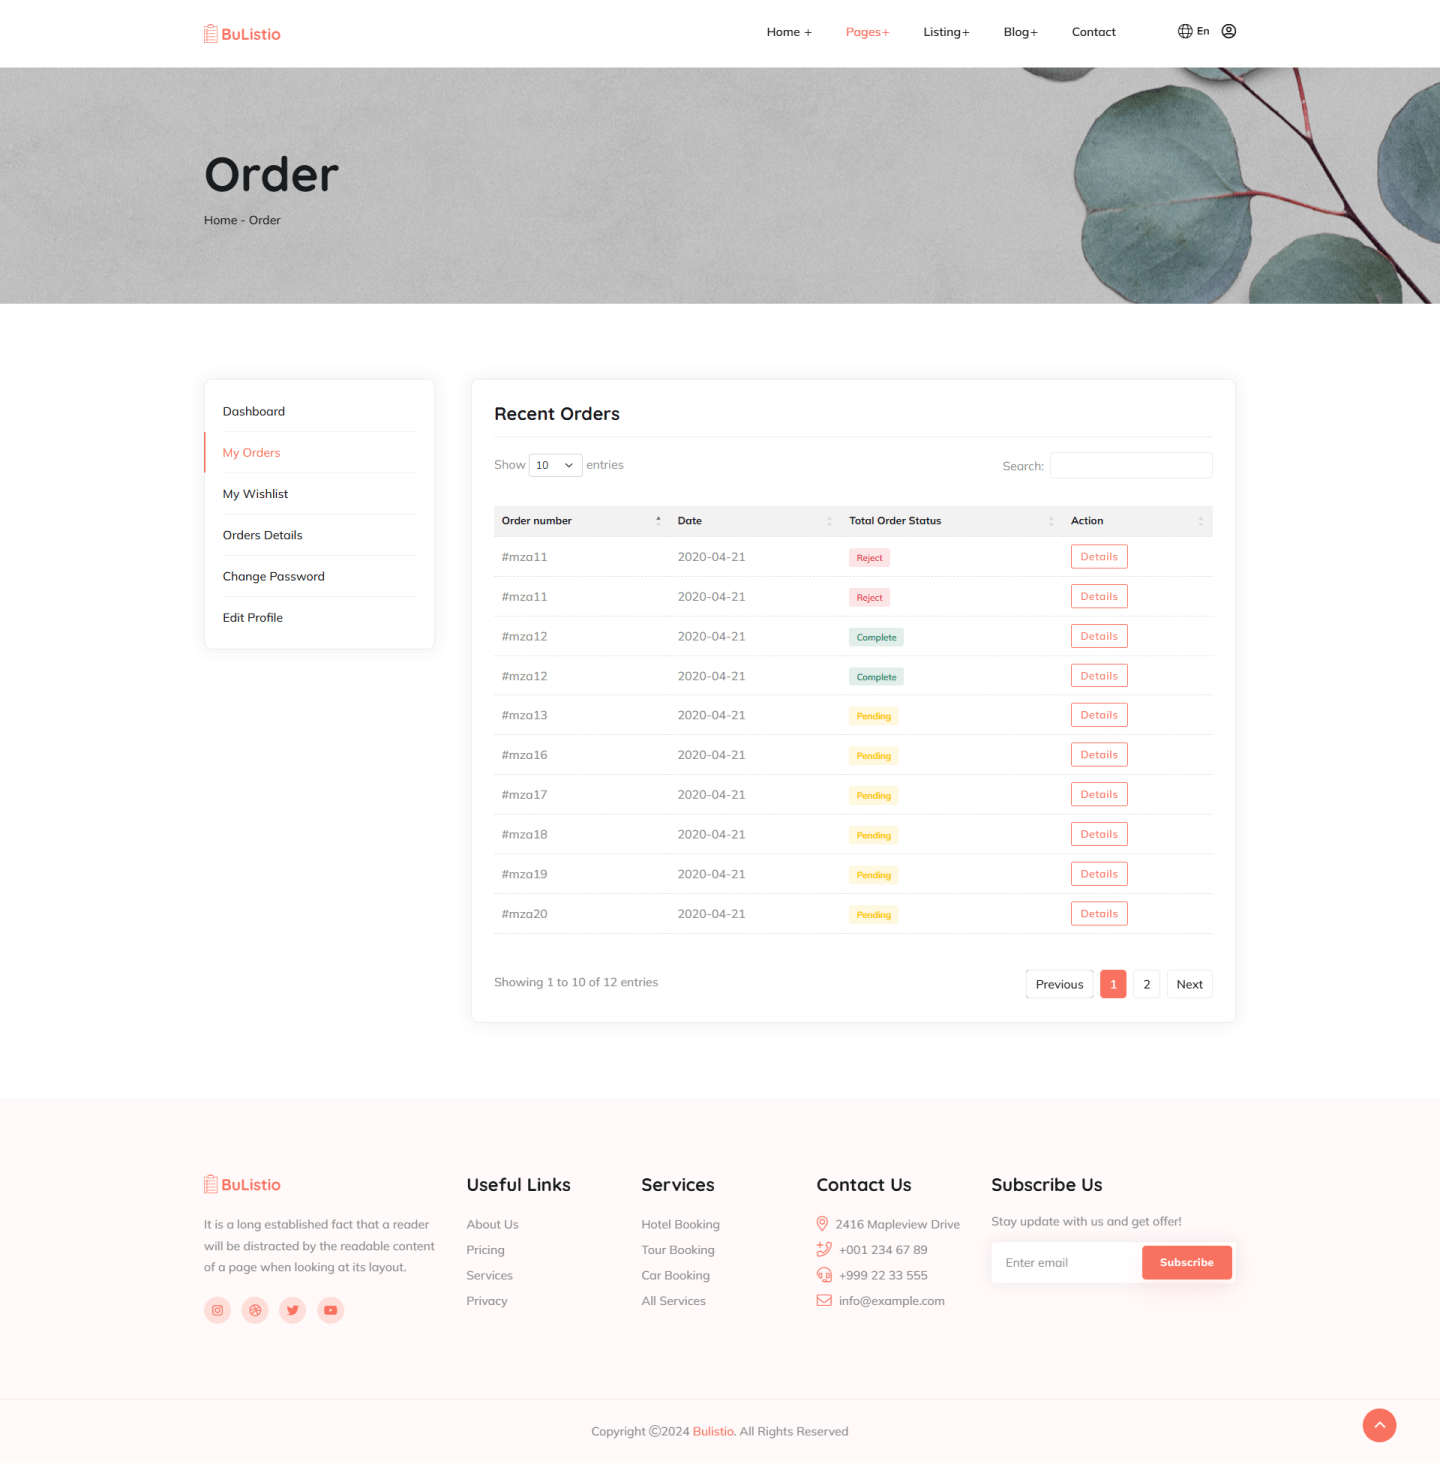 BuListio
Home +
Pages+
Listing+
Blog+
Contact
En
Order
Home - Order
Dashboard
My Orders
My Wishlist
Orders Details
Change Password
Edit Profile
Recent Orders
Show 10 entries
Search:
Order number Date Total Order Status Action
#mza11 2020-04-21 Reject Details
#mza11 2020-04-21 Reject Details
#mza12 2020-04-21 Complete Details
#mza12 2020-04-21 Complete Details
#mza13 2020-04-21 Pending Details
#mza16 2020-04-21 Pending Details
#mza17 2020-04-21 Pending Details
#mza18 2020-04-21 Pending Details
#mza19 2020-04-21 Pending Details
#mza20 2020-04-21 Pending Details
Showing 1 to 10 of 12 entries
Previous 1 2 Next
BuListio
It is a long established fact that a reader
will be distracted by the readable content
of a page when looking at its layout.
Useful Links
About Us
Pricing
Services
Privacy
Services
Hotel Booking
Tour Booking
Car Booking
All Services
Contact Us
2416 Mapleview Drive
+001 234 67 89
+999 22 33 555
info@example.com
Subscribe Us
Stay update with us and get offer!
Enter email
Subscribe
Copyright ©2024 Bulistio. All Rights Reserved